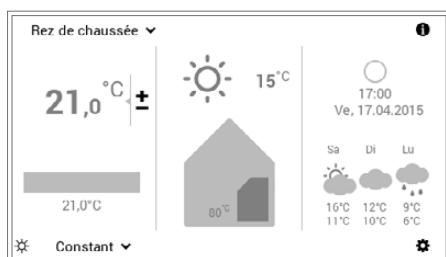 Rez de chaussée
21,0°C
±
21,0°C
Constant
15°C
80°C
17:00
Ve, 17.04.2015
Sa Di Lu
16°C 12°C 9°C
11°C 10°C 6°C